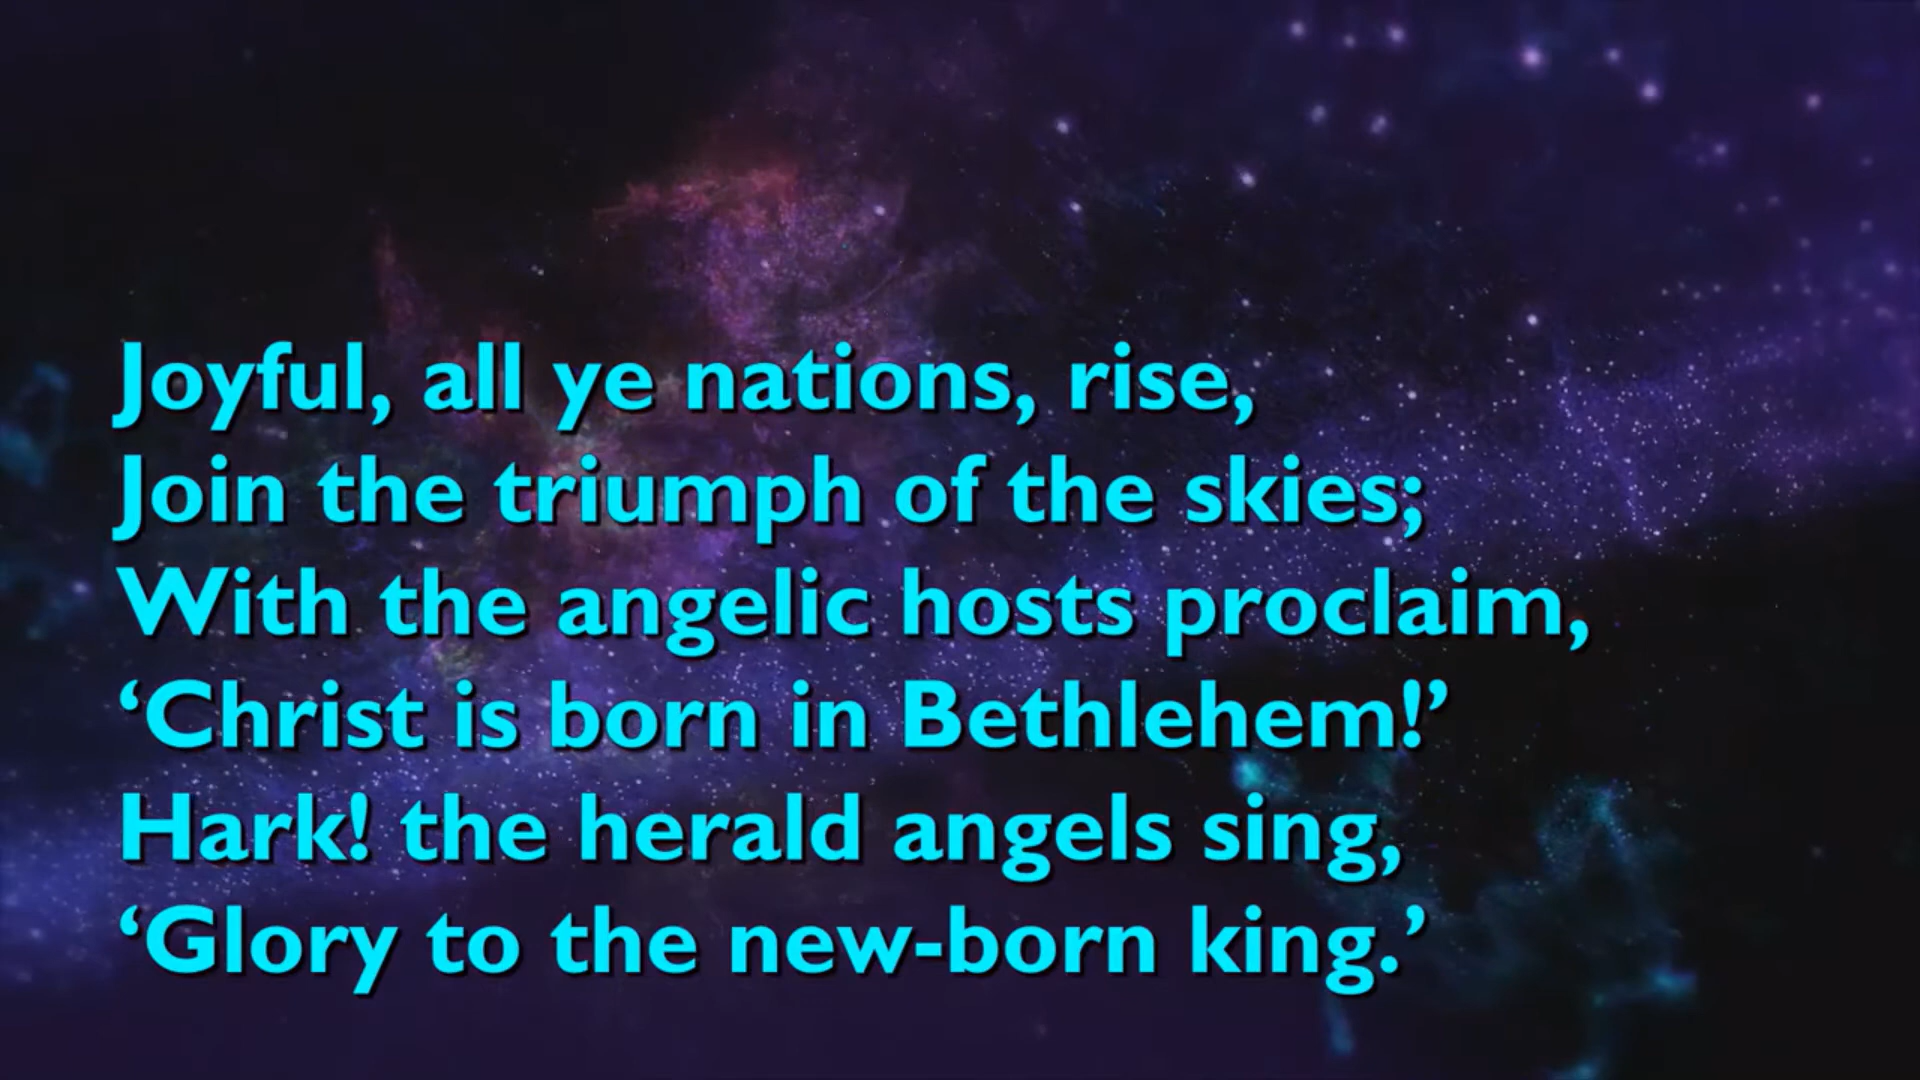 Joyful, all ye nations, rise,
Join the triumph of the skies;
With the angelic hosts proclaim,
‘Christ is born in Bethlehem!’
Hark! the herald angels sing,
‘Glory to the new-born king.’